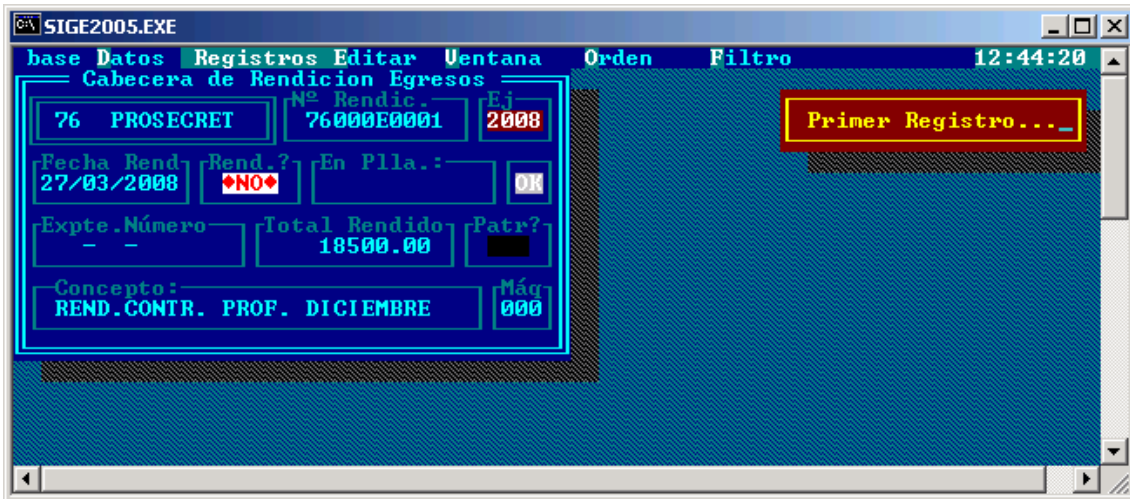 SIGE2005.EXE
base Datos Registros Editar Ventana Orden Filtro 12:44:20
Cabecera de Rendicion Egresos
Nº Rendic. Ej
76 PROSECRET 76000E0001 2008
Primer Registro..._
Fecha Rend Rend.? En Plla.:
27/03/2008 ♦NO♦ OK
Expte.Número Total Rendido Patr?
- - 18500.00
Concepto: Máq
REND.CONTR. PROF. DICIEMBRE 000